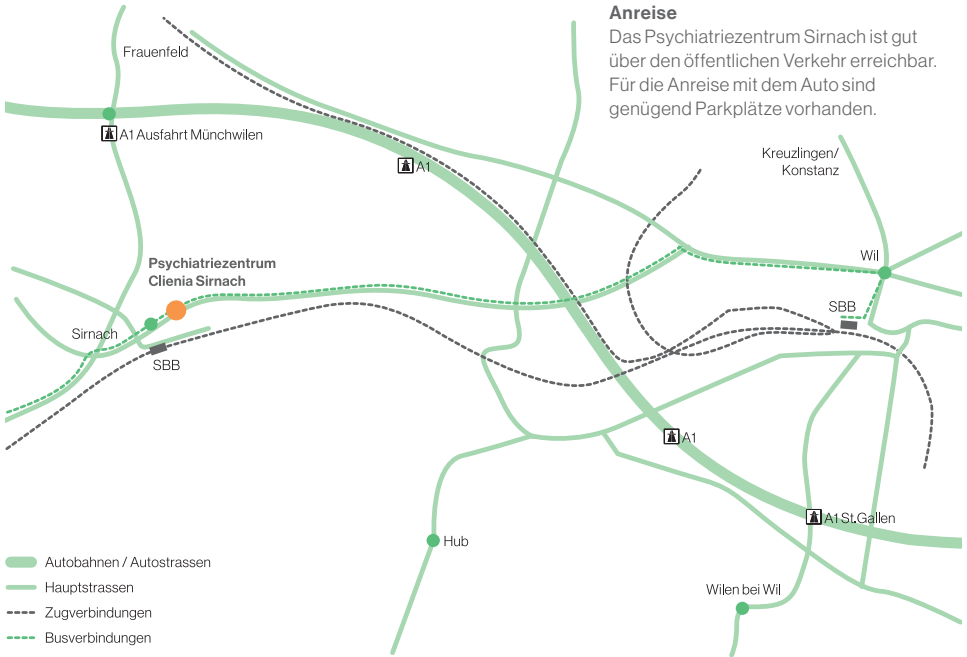 Anreise
Das Psychiatriezentrum Sirnach ist gut
über den öffentlichen Verkehr erreichbar.
Für die Anreise mit dem Auto sind
genügend Parkplätze vorhanden.
Frauenfeld
A1 Ausfahrt Münchwilen
A1
Kreuzlingen/
Konstanz
Wil
Psychiatriezentrum
Clienia Sirnach
SBB
Sirnach
SBB
A1
A1 St. Gallen
Hub
Wilen bei Wil
Autobahnen / Autostrassen
Hauptstrassen
Zugverbindungen
Busverbindungen